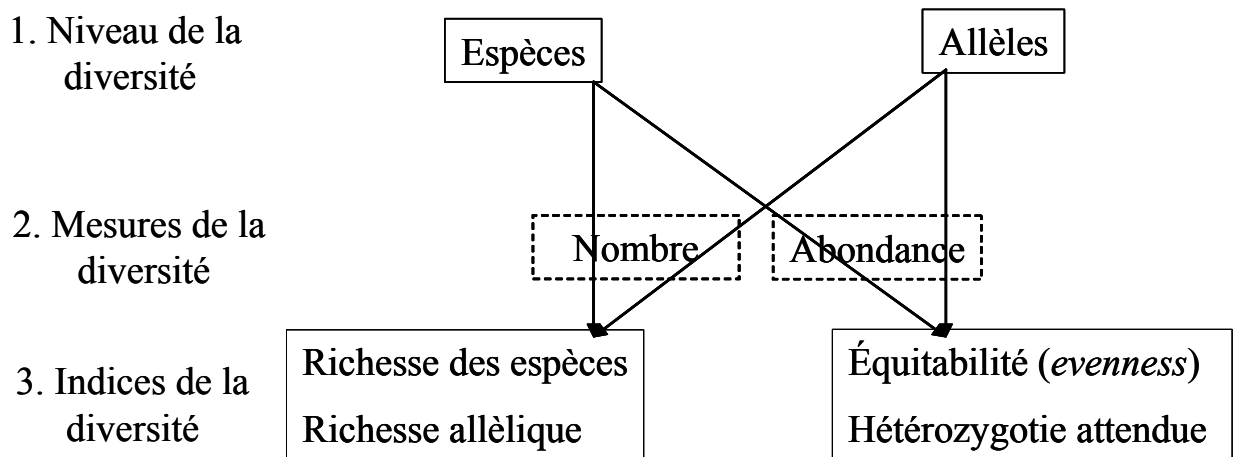 1. Niveau de la
diversité
Espèces
Allèles
2. Mesures de la
diversité
Nombre
Abondance
3. Indices de la
diversité
Richesse des espèces
Richesse allèlique
Équitabilité (evenness)
Hétérozygotie attendue